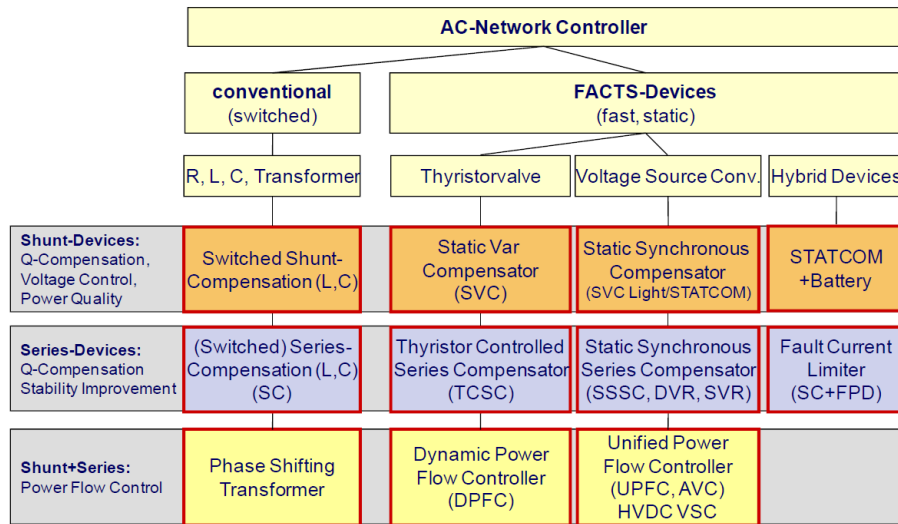 AC-Network Controller
conventional
(switched)
FACTS-Devices
(fast, static)
R, L, C, Transformer
Thyristorvalve
Voltage Source Conv.
Hybrid Devices
Shunt-Devices:
Q-Compensation,
Voltage Control,
Power Quality
Switched Shunt-
Compensation (L,C)
Static Var
Compensator
(SVC)
Static Synchronous
Compensator
(SVC Light/STATCOM)
STATCOM
+Battery
Series-Devices:
Q-Compensation
Stability Improvement
(Switched) Series-
Compensation (L,C)
(SC)
Thyristor Controlled
Series Compensator
(TCSC)
Static Synchronous
Series Compensator
(SSSC, DVR, SVR)
Fault Current
Limiter
(SC+FPD)
Shunt+Series:
Power Flow Control
Phase Shifting
Transformer
Dynamic Power
Flow Controller
(DPFC)
Unified Power
Flow Controller
(UPFC, AVC)
HVDC VSC